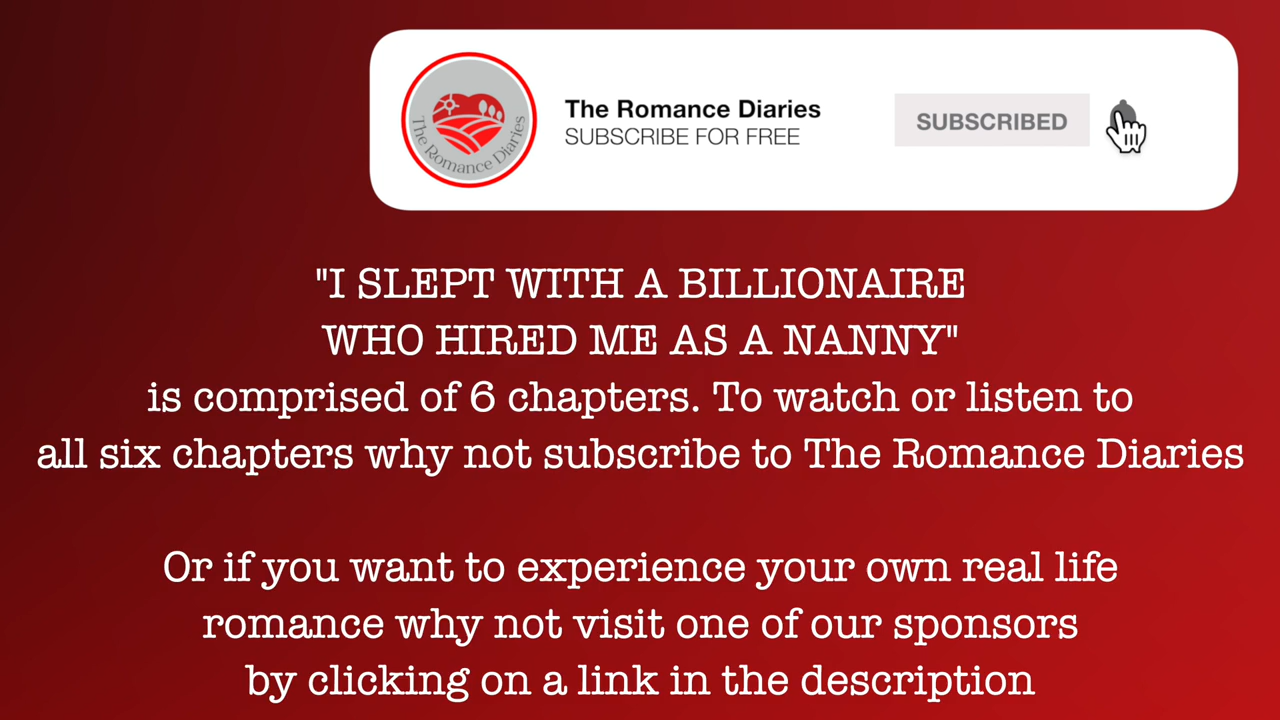 The Romance Diaries
The Romance Diaries
SUBSCRIBE FOR FREE
SUBSCRIBED
"I SLEPT WITH A BILLIONAIRE
WHO HIRED ME AS A NANNY"
is comprised of 6 chapters. To watch or listen to
all six chapters why not subscribe to The Romance Diaries
Or if you want to experience your own real life
romance why not visit one of our sponsors
by clicking on a link in the description